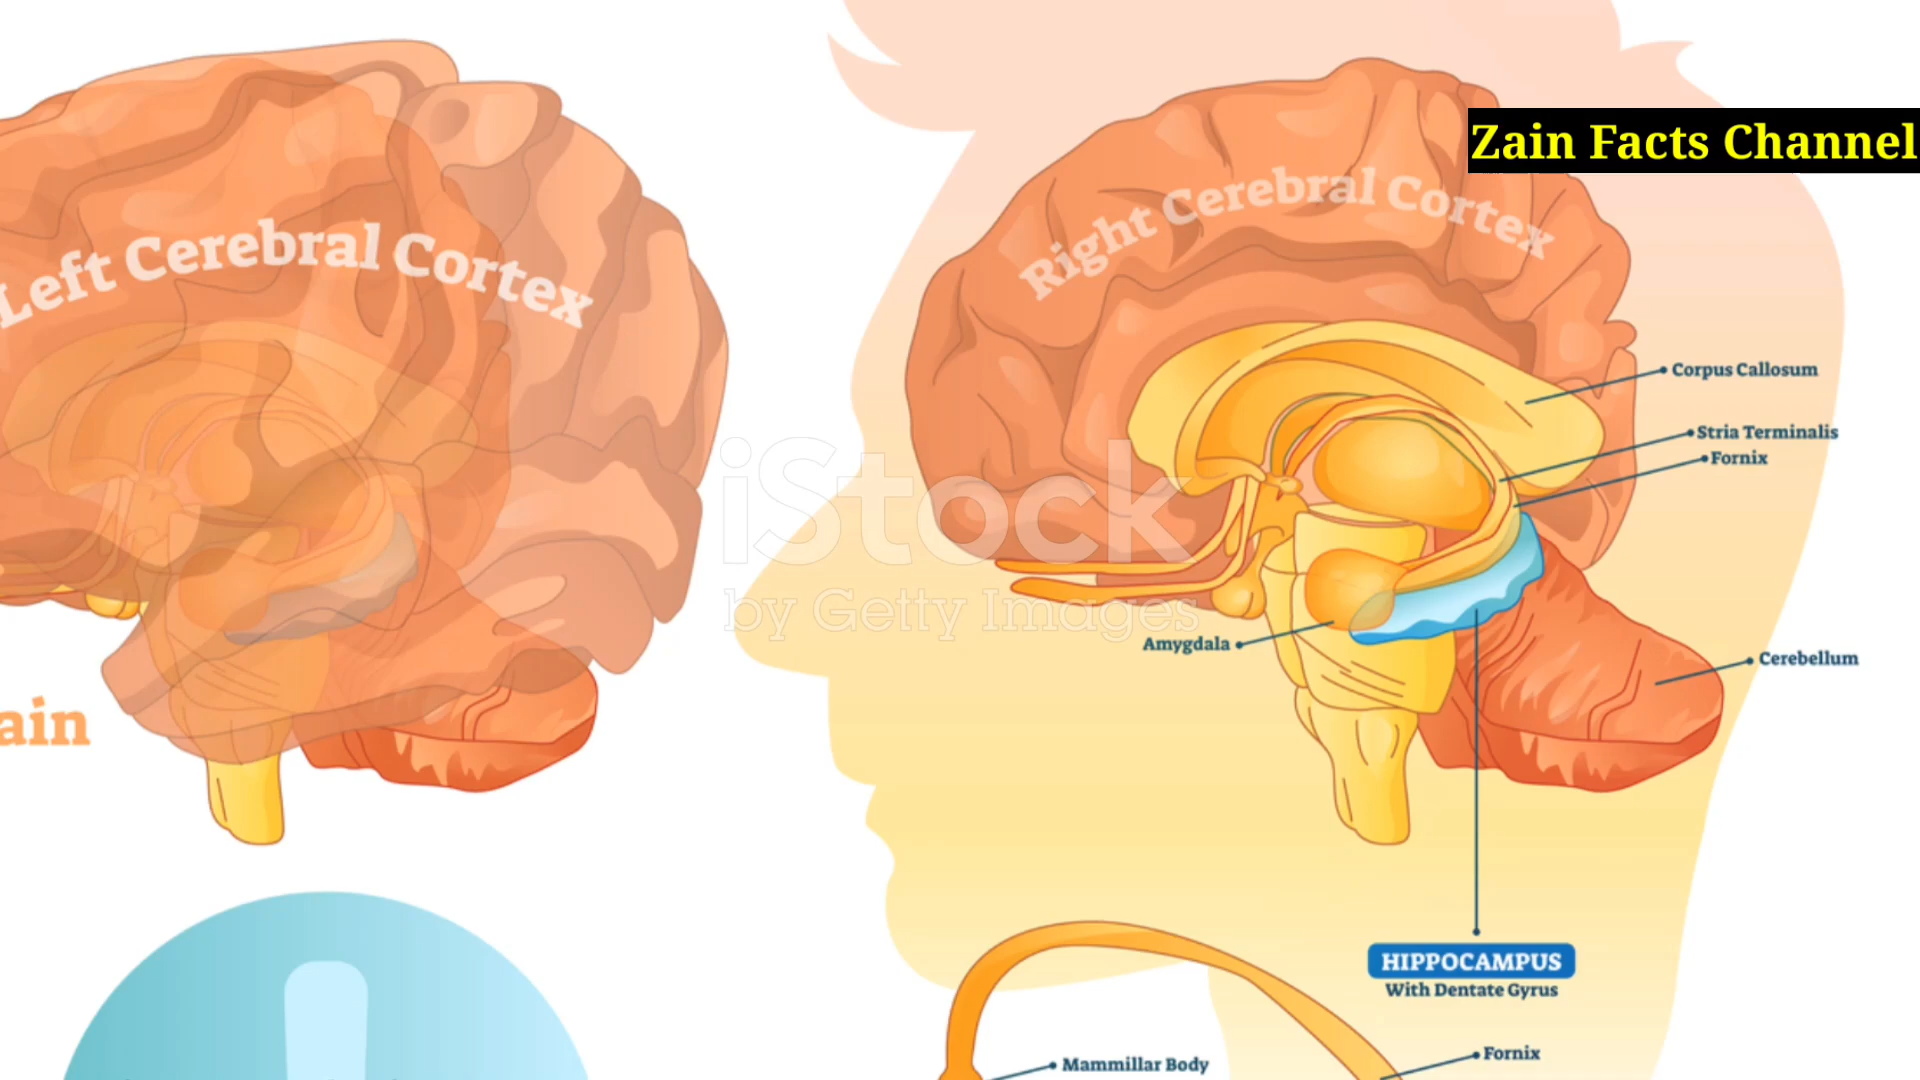 Zain Facts Channel
Left Cerebral Cortex
Right Cerebral Cortex
Corpus Callosum
Stria Terminalis
Fornix
iStock
by Getty Images
Amygdala
Cerebellum
ain
HIPPOCAMPUS
With Dentate Gyrus
Fornix
Mammillar Body